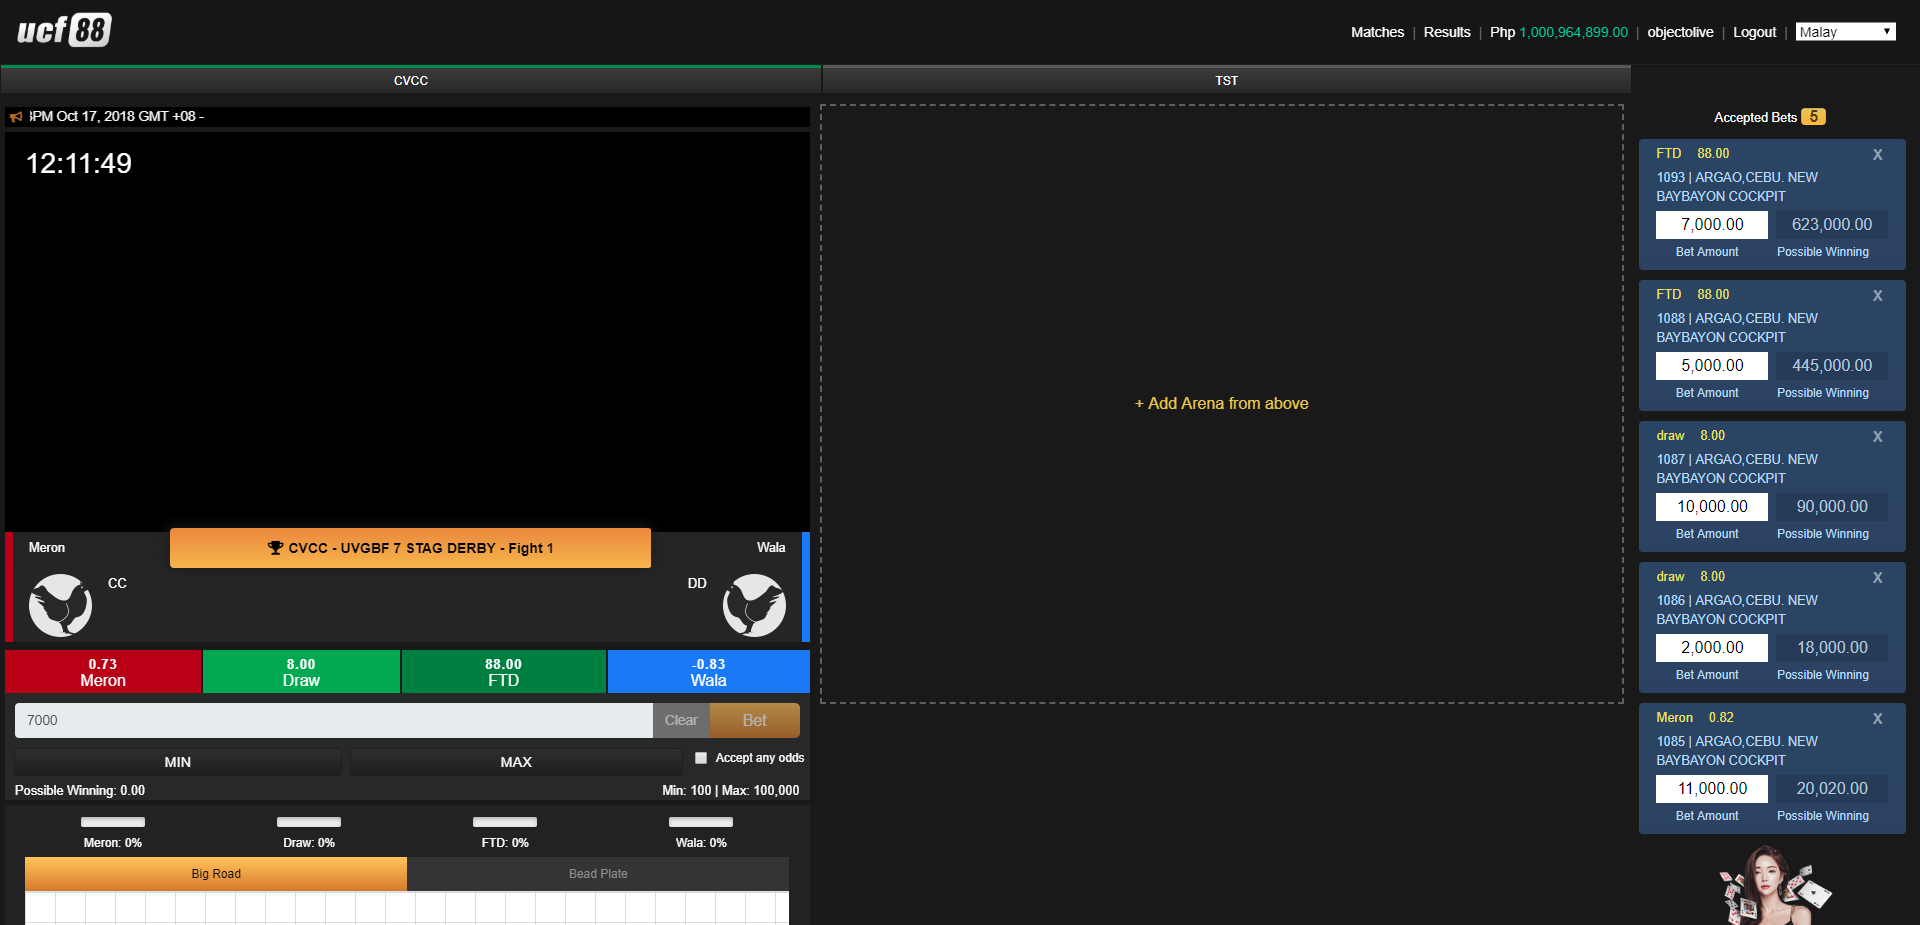 ucf88
Matches | Results | Php 1,000,964,899.00 | objectolive | Logout | Malay
CVCC
TST
PM Oct 17, 2018 GMT +08 -
12:11:49
Meron
CVCC - UVGBF 7 STAG DERBY - Fight 1
Wala
CC
DD
0.73
Meron
8.00
Draw
88.00
FTD
-0.83
Wala
7000
Clear
Bet
MIN
MAX
Accept any odds
Possible Winning: 0.00
Min: 100 | Max: 100,000
Meron: 0%
Draw: 0%
FTD: 0%
Wala: 0%
Big Road
Bead Plate
+ Add Arena from above
Accepted Bets 5
FTD 88.00 X
1093 | ARGAO,CEBU. NEW
BAYBAYON COCKPIT
7,000.00 623,000.00
Bet Amount Possible Winning
FTD 88.00 X
1088 | ARGAO,CEBU. NEW
BAYBAYON COCKPIT
5,000.00 445,000.00
Bet Amount Possible Winning
draw 8.00 X
1087 | ARGAO,CEBU. NEW
BAYBAYON COCKPIT
10,000.00 90,000.00
Bet Amount Possible Winning
draw 8.00 X
1086 | ARGAO,CEBU. NEW
BAYBAYON COCKPIT
2,000.00 18,000.00
Bet Amount Possible Winning
Meron 0.82 X
1085 | ARGAO,CEBU. NEW
BAYBAYON COCKPIT
11,000.00 20,020.00
Bet Amount Possible Winning